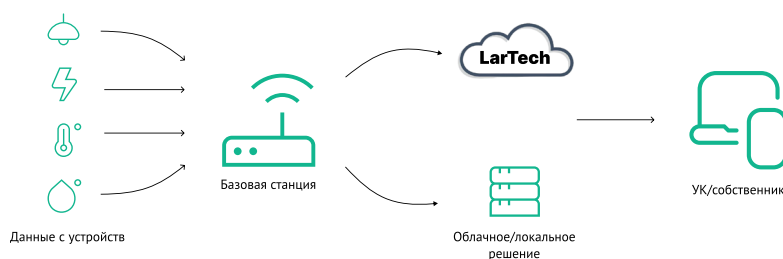 LarTech
Базовая станция
УК/собственник
Данные с устройств
Облачное/локальное
решение